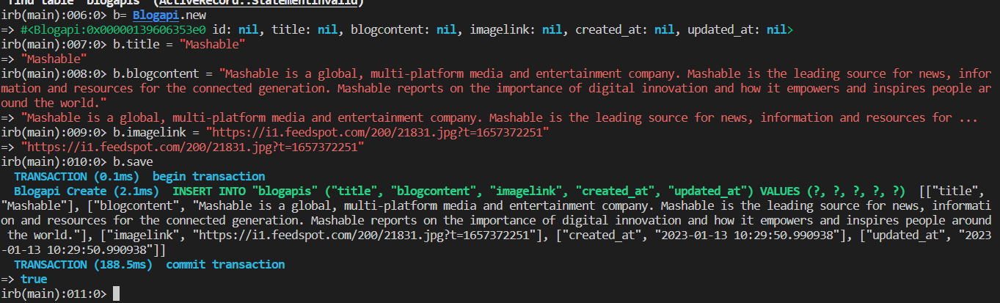 find table 'blogapis' (ActiveRecord::StatementInvalid)
irb(main):006:0> b= Blogapi.new
=> #<Blogapi:0x00000139606353e0 id: nil, title: nil, blogcontent: nil, imagelink: nil, created_at: nil, updated_at: nil>
irb(main):007:0> b.title = "Mashable"
=> "Mashable"
irb(main):008:0> b.blogcontent = "Mashable is a global, multi-platform media and entertainment company. Mashable is the leading source for news, infor
mation and resources for the connected generation. Mashable reports on the importance of digital innovation and how it empowers and inspires people ar
ound the world."
=> "Mashable is a global, multi-platform media and entertainment company. Mashable is the leading source for news, information and resources for ...
irb(main):009:0> b.imagelink = "https://i1.feedspot.com/200/21831.jpg?t=1657372251"
=> "https://i1.feedspot.com/200/21831.jpg?t=1657372251"
irb(main):010:0> b.save
TRANSACTION (0.1ms)  begin transaction
Blogapi Create (2.1ms)  INSERT INTO "blogapis" ("title", "blogcontent", "imagelink", "created_at", "updated_at") VALUES (?, ?, ?, ?, ?)  [["title",
"Mashable"], ["blogcontent", "Mashable is a global, multi-platform media and entertainment company. Mashable is the leading source for news, informati
on and resources for the connected generation. Mashable reports on the importance of digital innovation and how it empowers and inspires people around
the world."], ["imagelink", "https://i1.feedspot.com/200/21831.jpg?t=1657372251"], ["created_at", "2023-01-13 10:29:50.990938"], ["updated_at", "2023
-01-13 10:29:50.990938"]]
TRANSACTION (188.5ms)  commit transaction
=> true
irb(main):011:0>